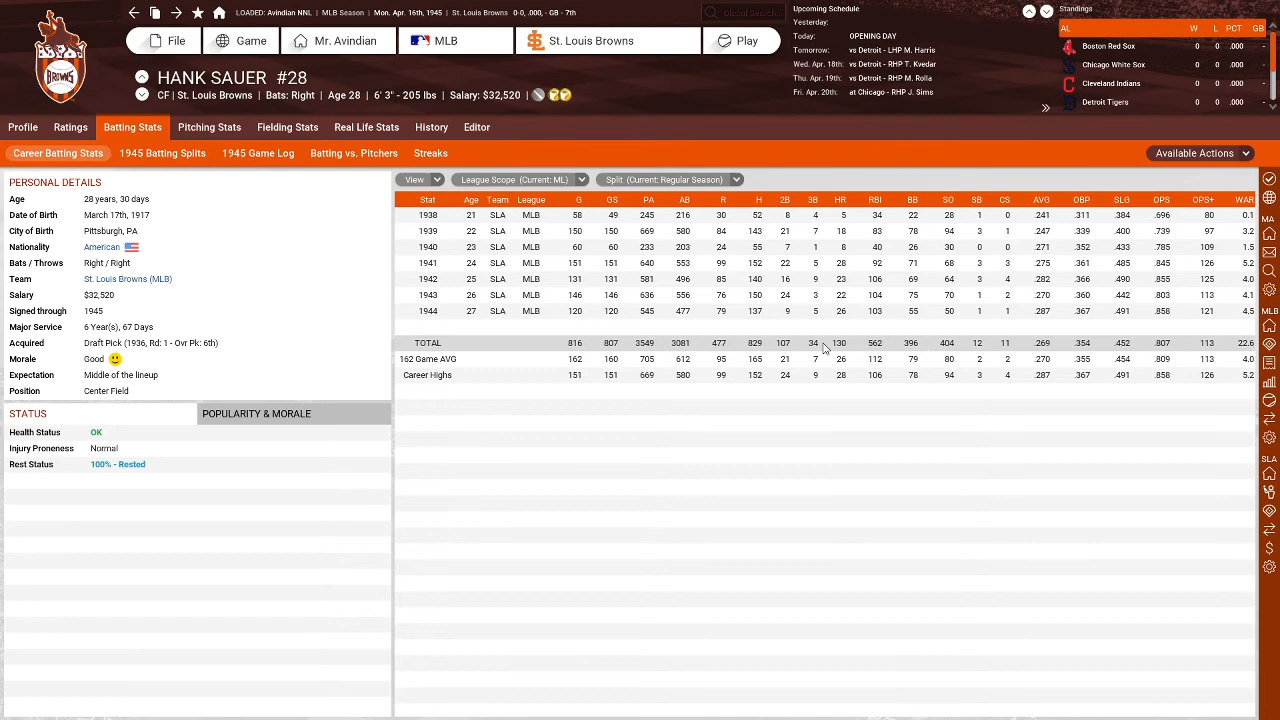 LOADED: Avindian NNL | MLB Season | Mon. Apr. 16th, 1945 | St. Louis Browns 0-0, .000, - GB - 7th
Global Search...
File Game Mr. Avindian MLB St. Louis Browns Play
BROWNS
HANK SAUER #28
CF | St. Louis Browns | Bats: Right | Age 28 | 6' 3" - 205 lbs | Salary: $32,520
Upcoming Schedule
Yesterday:
Today: OPENING DAY
Tomorrow: vs Detroit - LHP M. Harris
Wed. Apr. 18th: vs Detroit - RHP T. Kvedar
Thu. Apr. 19th: vs Detroit - RHP M. Rolla
Fri. Apr. 20th: at Chicago - RHP J. Sims
Standings
AL W L PCT GB
Boston Red Sox 0 0 .000 -
Chicago White Sox 0 0 .000 -
Cleveland Indians 0 0 .000 -
Detroit Tigers 0 0 .000 -
Profile Ratings Batting Stats Pitching Stats Fielding Stats Real Life Stats History Editor
Career Batting Stats 1945 Batting Splits 1945 Game Log Batting vs. Pitchers Streaks Available Actions
PERSONAL DETAILS
Age 28 years, 30 days
Date of Birth March 17th, 1917
City of Birth Pittsburgh, PA
Nationality American
Bats / Throws Right / Right
Team St. Louis Browns (MLB)
Salary $32,520
Signed through 1945
Major Service 6 Year(s), 67 Days
Acquired Draft Pick (1936, Rd: 1 - Ovr Pk: 6th)
Morale Good
Expectation Middle of the lineup
Position Center Field
STATUS POPULARITY & MORALE
Health Status OK
Injury Proneness Normal
Rest Status 100% - Rested
View League Scope (Current: ML) Split (Current: Regular Season)
Stat Age Team League G GS PA AB R H 2B 3B HR RBI BB SO SB CS AVG OBP SLG OPS OPS+ WAR
1938 21 SLA MLB 58 49 245 216 30 52 8 4 5 34 22 28 1 0 .241 .311 .384 .696 80 0.1
1939 22 SLA MLB 150 150 669 580 84 143 21 7 18 83 78 94 3 1 .247 .339 .400 .739 97 3.2
1940 23 SLA MLB 60 60 233 203 24 55 7 1 8 40 26 30 0 0 .271 .352 .433 .785 109 1.5
1941 24 SLA MLB 151 151 640 553 99 152 22 5 28 92 71 68 3 3 .275 .361 .485 .845 126 5.2
1942 25 SLA MLB 131 131 581 496 85 140 16 9 23 106 69 64 3 4 .282 .366 .490 .855 125 4.0
1943 26 SLA MLB 146 146 636 556 76 150 24 3 22 104 75 70 1 2 .270 .360 .442 .803 113 4.1
1944 27 SLA MLB 120 120 545 477 79 137 9 5 26 103 55 50 1 1 .287 .367 .491 .858 121 4.5
TOTAL 816 807 3549 3081 477 829 107 34 130 562 396 404 12 11 .269 .354 .452 .807 113 22.6
162 Game AVG 162 160 705 612 95 165 21 7 26 112 79 80 2 2 .270 .355 .454 .809 113 4.0
Career Highs 151 151 669 580 99 152 24 9 28 106 78 94 3 4 .287 .367 .491 .858 126 5.2
MA
MLB
SLA